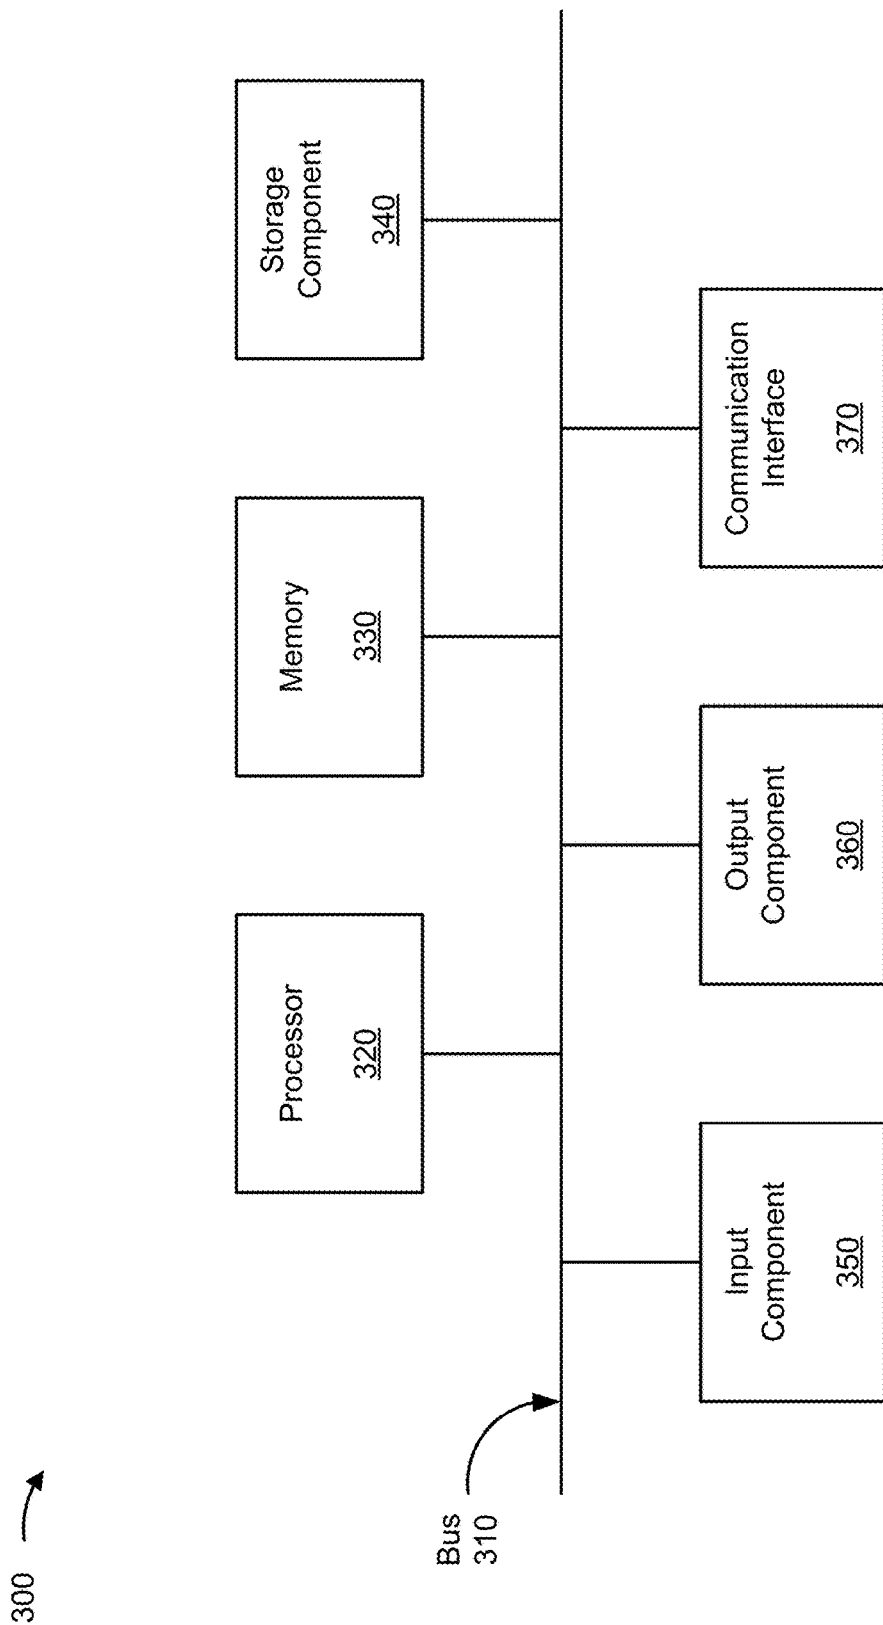 300
Processor
320
Memory
330
Storage
Component
340
Bus
310
Input
Component
350
Output
Component
360
Communication
Interface
370